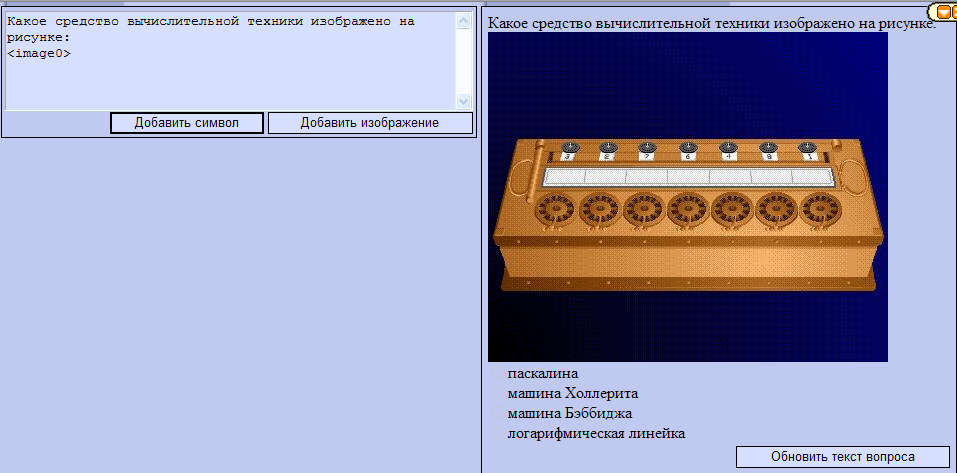 Какое средство вычислительной техники изображено на
рисунке:
<image0>
Добавить символ
Добавить изображение
Какое средство вычислительной техники изображено на рисунке:
паскалина
машина Холлерита
машина Бэббиджа
логарифмическая линейка
Обновить текст вопроса